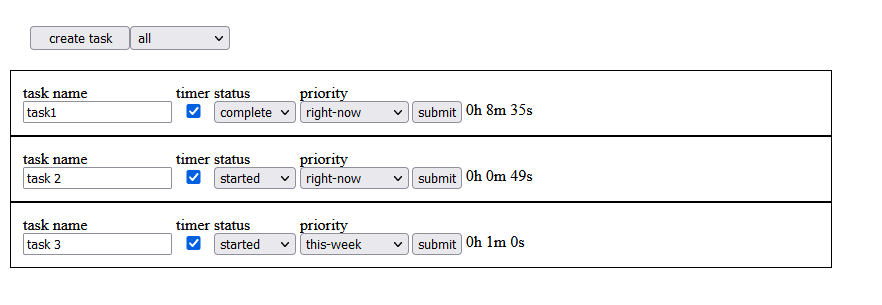 create task all
task name timer status priority
task1 complete right-now submit 0h 8m 35s
task name timer status priority
task 2 started right-now submit 0h 0m 49s
task name timer status priority
task 3 started this-week submit 0h 1m 0s